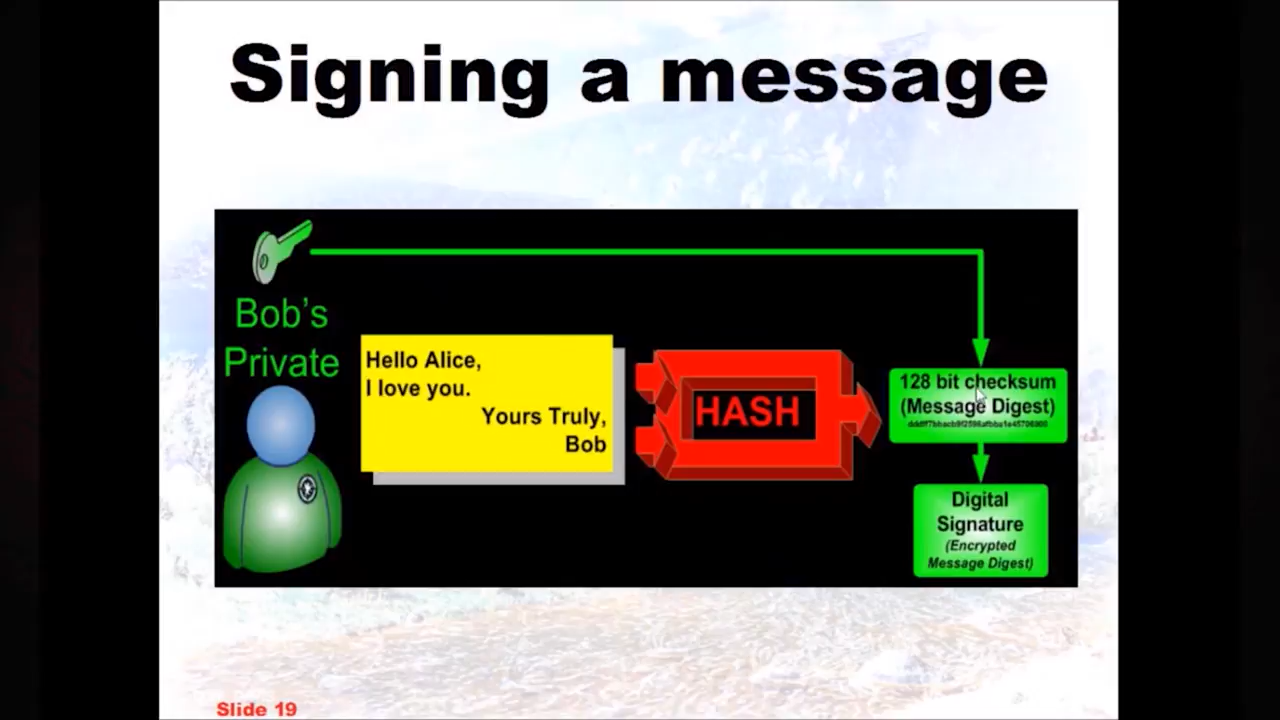 Signing a message
Bob's
Private
Hello Alice,
I love you.
Yours Truly,
Bob
HASH
128 bit checksum
(Message Digest)
Digital
Signature
(Encrypted
Message Digest)
Slide 19